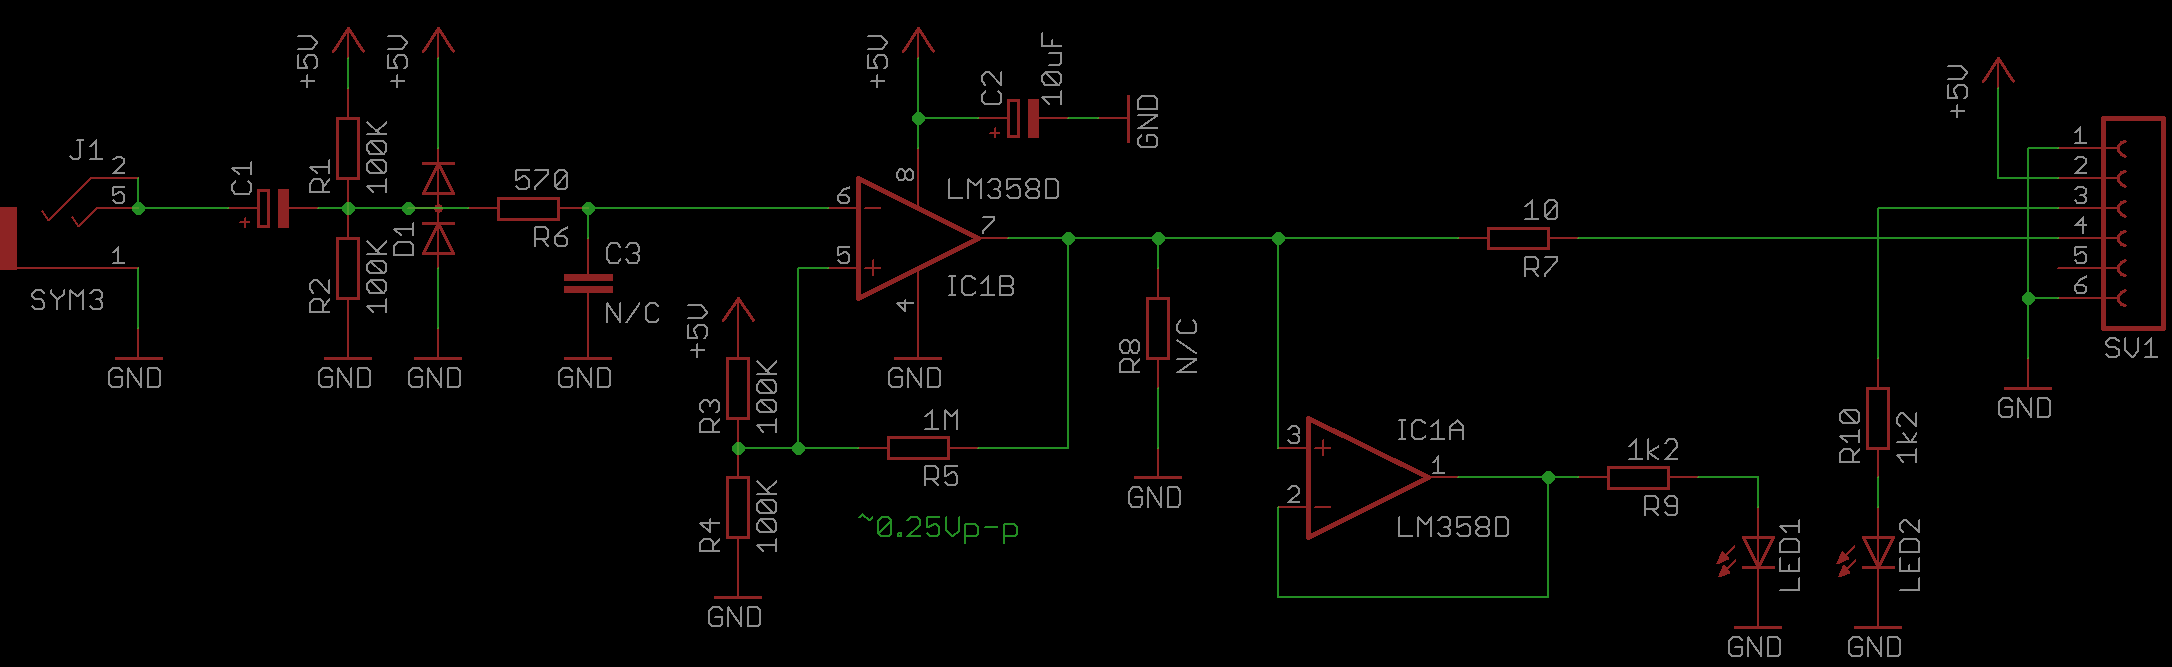 +5V
+5V
J1
2
5
1
SYM3
GND
C1
+
R1
100K
R2
100K
GND
D1
GND
570
R6
C3
N/C
GND
+5V
C2
10uF
+
GND
8
LM358D
6
5
7
4
IC1B
GND
+5V
R3
100K
R4
100K
GND
1M
R5
~0.25Vp-p
R8
N/C
GND
10
R7
3
2
1
IC1A
LM358D
1k2
R9
LED1
GND
R10
1k2
LED2
GND
+5V
1
2
3
4
5
6
SV1
GND